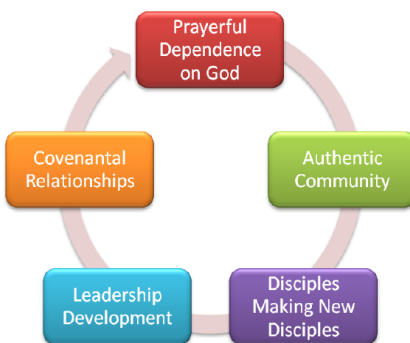 Prayerful
Dependence
on God
Authentic
Community
Disciples
Making New
Disciples
Leadership
Development
Covenantal
Relationships